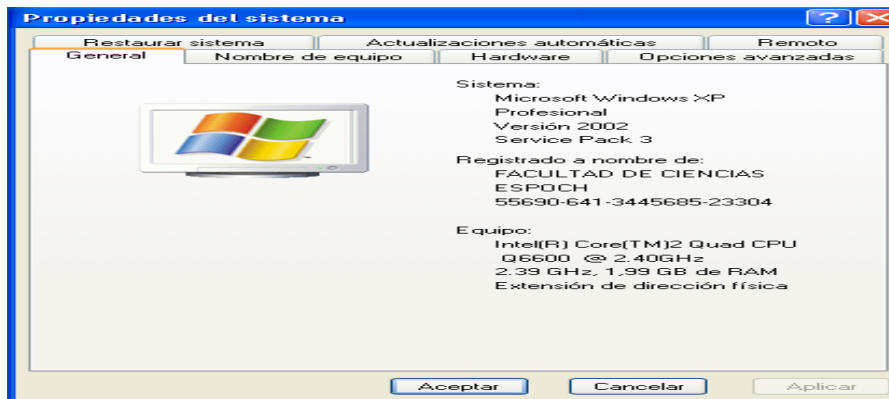 Propiedades del sistema
Restaurar sistema
Actualizaciones automáticas
Remoto
General
Nombre de equipo
Hardware
Opciones avanzadas
Sistema:
Microsoft Windows XP
Profesional
Versión 2002
Service Pack 3
Registrado a nombre de:
FACULTAD DE CIENCIAS
ESPOCH
55690-641-3445685-23304
Equipo:
Intel(R) Core(TM)2 Quad CPU
Q6600 @ 2.40GHz
2.39 GHz, 1,99 GB de RAM
Extensión de dirección física
Aceptar
Cancelar
Aplicar